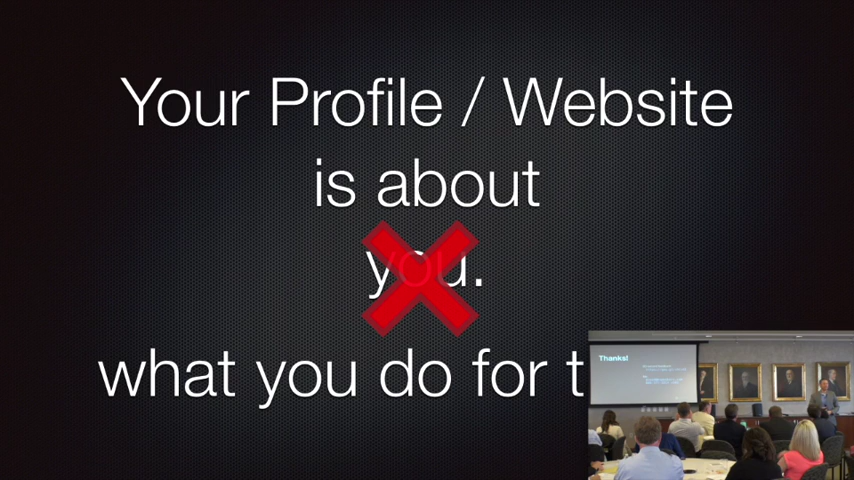 Your Profile / Website
is about
you.
what you do for t
Thanks!